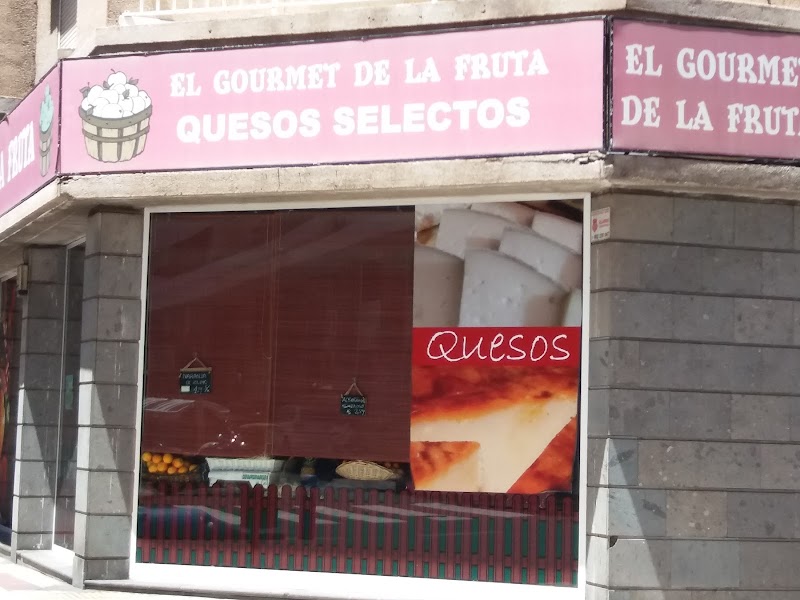 A FRUTA
EL GOURMET DE LA FRUTA
QUESOS SELECTOS
EL GOURMET
DE LA FRUTA
Quesos